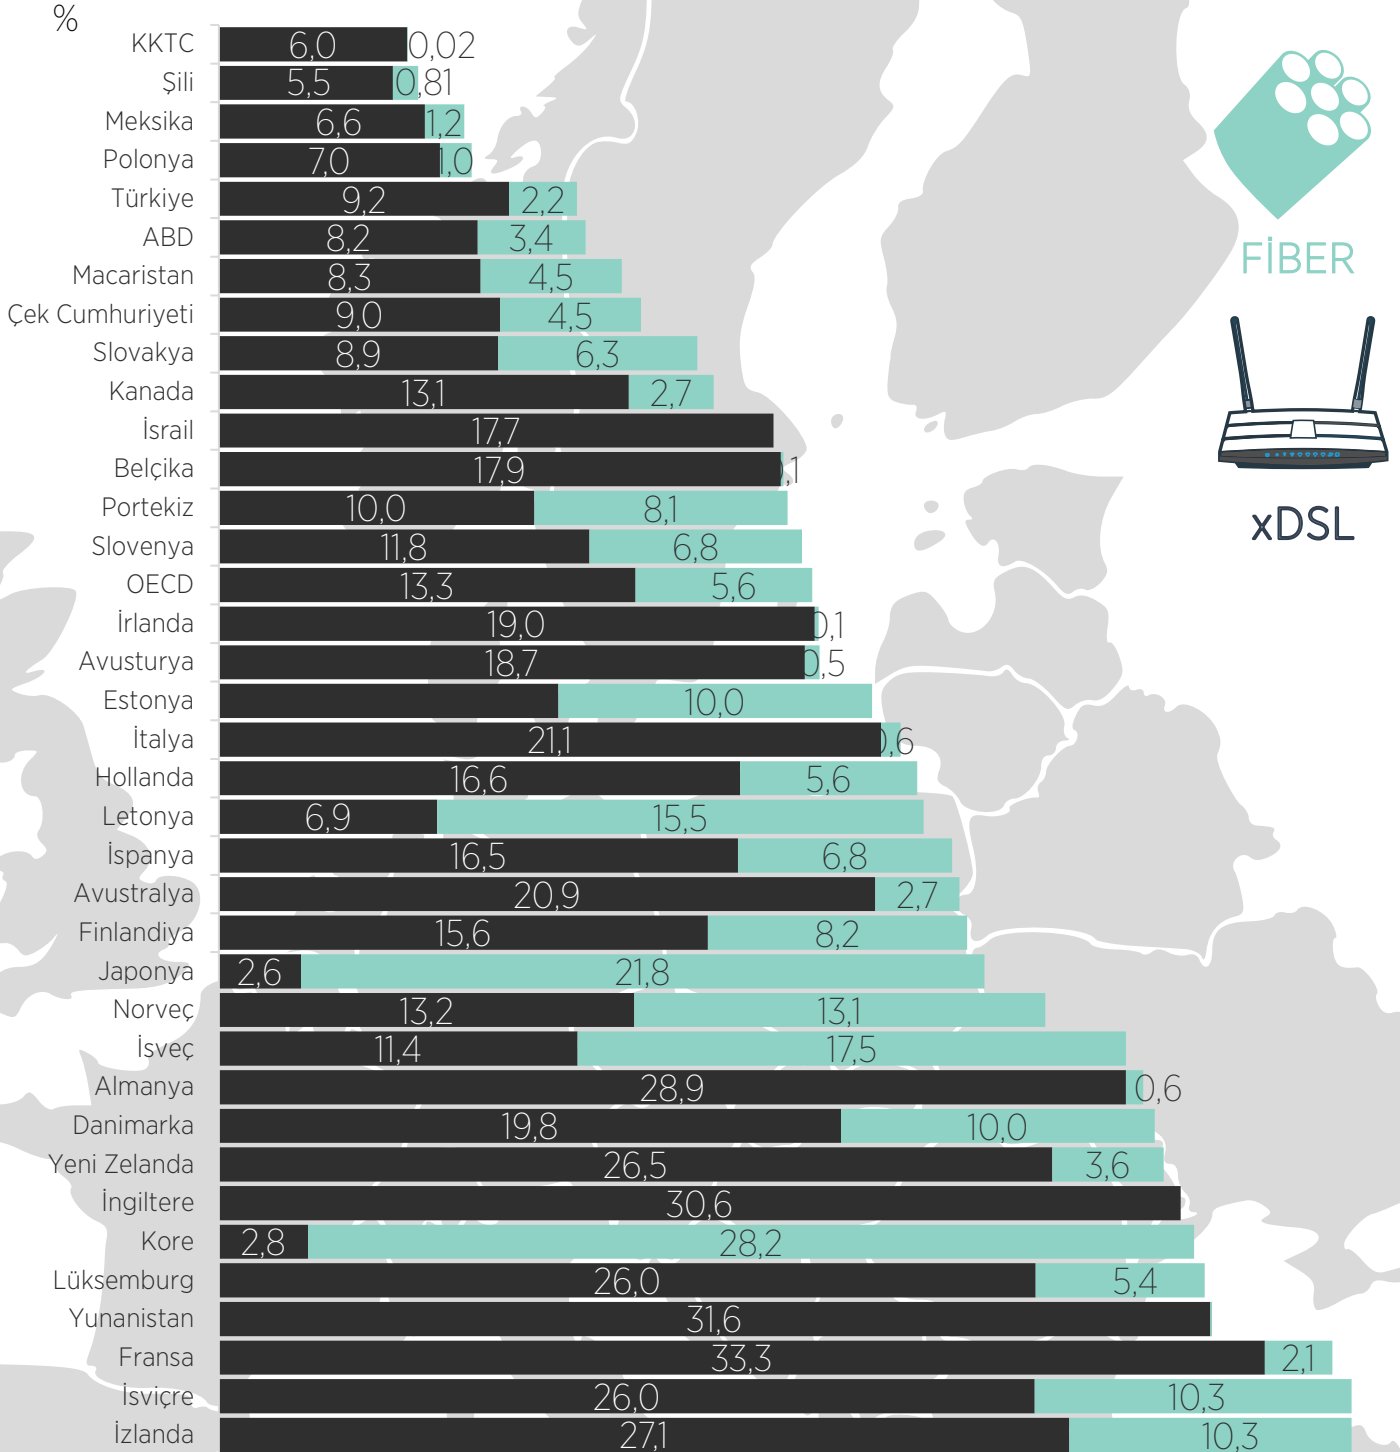 %
KKTC 6,0 0,02
Şili 5,5 0,81
Meksika 6,6 1,2
Polonya 7,0 1,0
Türkiye 9,2 2,2
ABD 8,2 3,4
FİBER
Macaristan 8,3 4,5
Çek Cumhuriyeti 9,0 4,5
Slovakya 8,9 6,3
Kanada 13,1 2,7
İsrail 17,7
Belçika 17,9 0,1
Portekiz 10,0 8,1
xDSL
Slovenya 11,8 6,8
OECD 13,3 5,6
İrlanda 19,0 0,1
Avusturya 18,7 0,5
Estonya 10,0
İtalya 21,1 0,6
Hollanda 16,6 5,6
Letonya 6,9 15,5
İspanya 16,5 6,8
Avustralya 20,9 2,7
Finlandiya 15,6 8,2
Japonya 2,6 21,8
Norveç 13,2 13,1
İsveç 11,4 17,5
Almanya 28,9 0,6
Danimarka 19,8 10,0
Yeni Zelanda 26,5 3,6
İngiltere 30,6
Kore 2,8 28,2
Lüksemburg 26,0 5,4
Yunanistan 31,6
Fransa 33,3 2,1
İsviçre 26,0 10,3
İzlanda 27,1 10,3